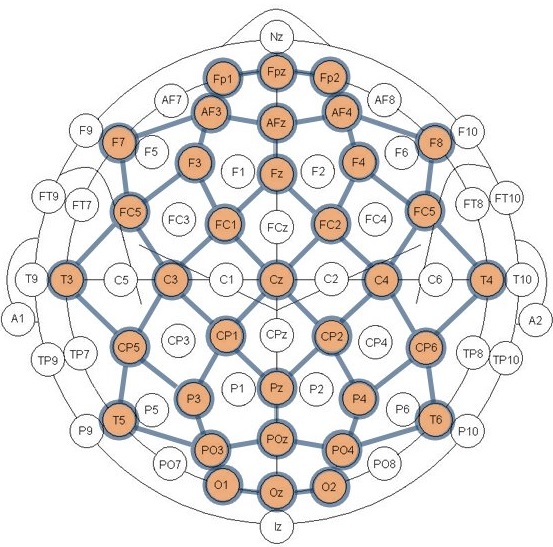 Nz
Fp1 Fpz Fp2
AF7 AF8
AF3 AFz AF4
F9 F10
F7 F5 F3 F1 Fz F2 F4 F6 F8
FT9 FT7 FC5 FC3 FC1 FCz FC2 FC4 FC5 FT8 FT10
T9 T3 C5 C3 C1 Cz C2 C4 C6 T4 T10
A1 A2
TP9 TP7 CP5 CP3 CP1 CPz CP2 CP4 CP6 TP8 TP10
P9 T5 P5 P3 P1 Pz P2 P4 P6 T6 P10
PO3 POz PO4
PO7 PO8
O1 Oz O2
Iz